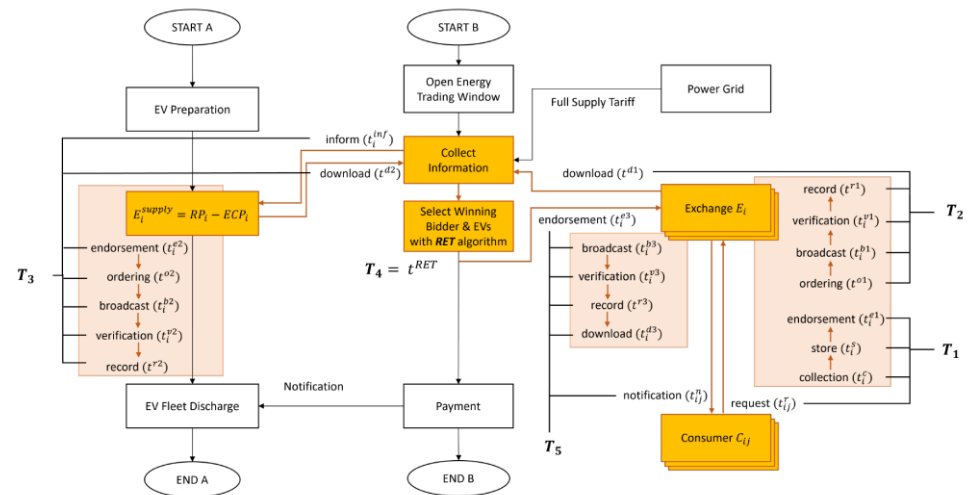 START A
START B
Open Energy
Trading Window
Power Grid
Full Supply Tariff
EV Preparation
inform (t_i^{inf})
Collect
Information
download (t^{d2})
download (t^{d1})
E_i^{supply} = RP_i − ECP_i
Select Winning
Bidder & EVs
with RET algorithm
Exchange E_i
record (t^{r1})
verification (t_i^{v1})
broadcast (t_i^{b1})
ordering (t^{o1})
T_2
endorsement (t_i^{e3})
broadcast (t_i^{b3})
verification (t_i^{v3})
record (t^{r3})
download (t_i^{d3})
endorsement (t_i^{e2})
ordering (t^{o2})
broadcast (t_i^{b2})
verification (t_i^{v2})
record (t^{r2})
T_3
T_4 = t^{RET}
endorsement (t_i^{e1})
store (t_i^s)
collection (t_i^c)
T_1
Notification
notification (t_{ij}^n)
request (t_{ij}^r)
EV Fleet Discharge
Payment
T_5
Consumer C_{ij}
END A
END B